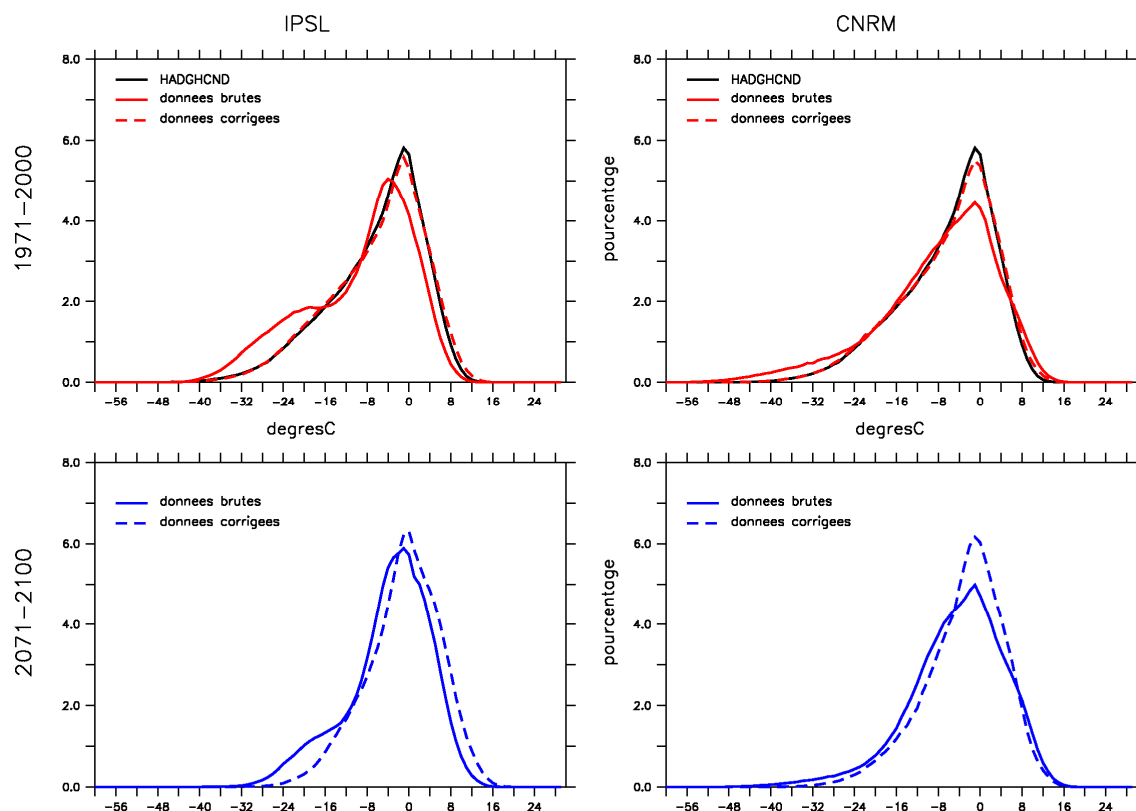 IPSL
CNRM
1971-2000
8.0
6.0
4.0
2.0
0.0
HADGHCND
donnees brutes
donnees corrigees
-56 -48 -40 -32 -24 -16 -8 0 8 16 24
degresC
pourcentage
8.0
6.0
4.0
2.0
0.0
HADGHCND
donnees brutes
donnees corrigees
-56 -48 -40 -32 -24 -16 -8 0 8 16 24
degresC
2071-2100
8.0
6.0
4.0
2.0
0.0
donnees brutes
donnees corrigees
-56 -48 -40 -32 -24 -16 -8 0 8 16 24
pourcentage
8.0
6.0
4.0
2.0
0.0
donnees brutes
donnees corrigees
-56 -48 -40 -32 -24 -16 -8 0 8 16 24